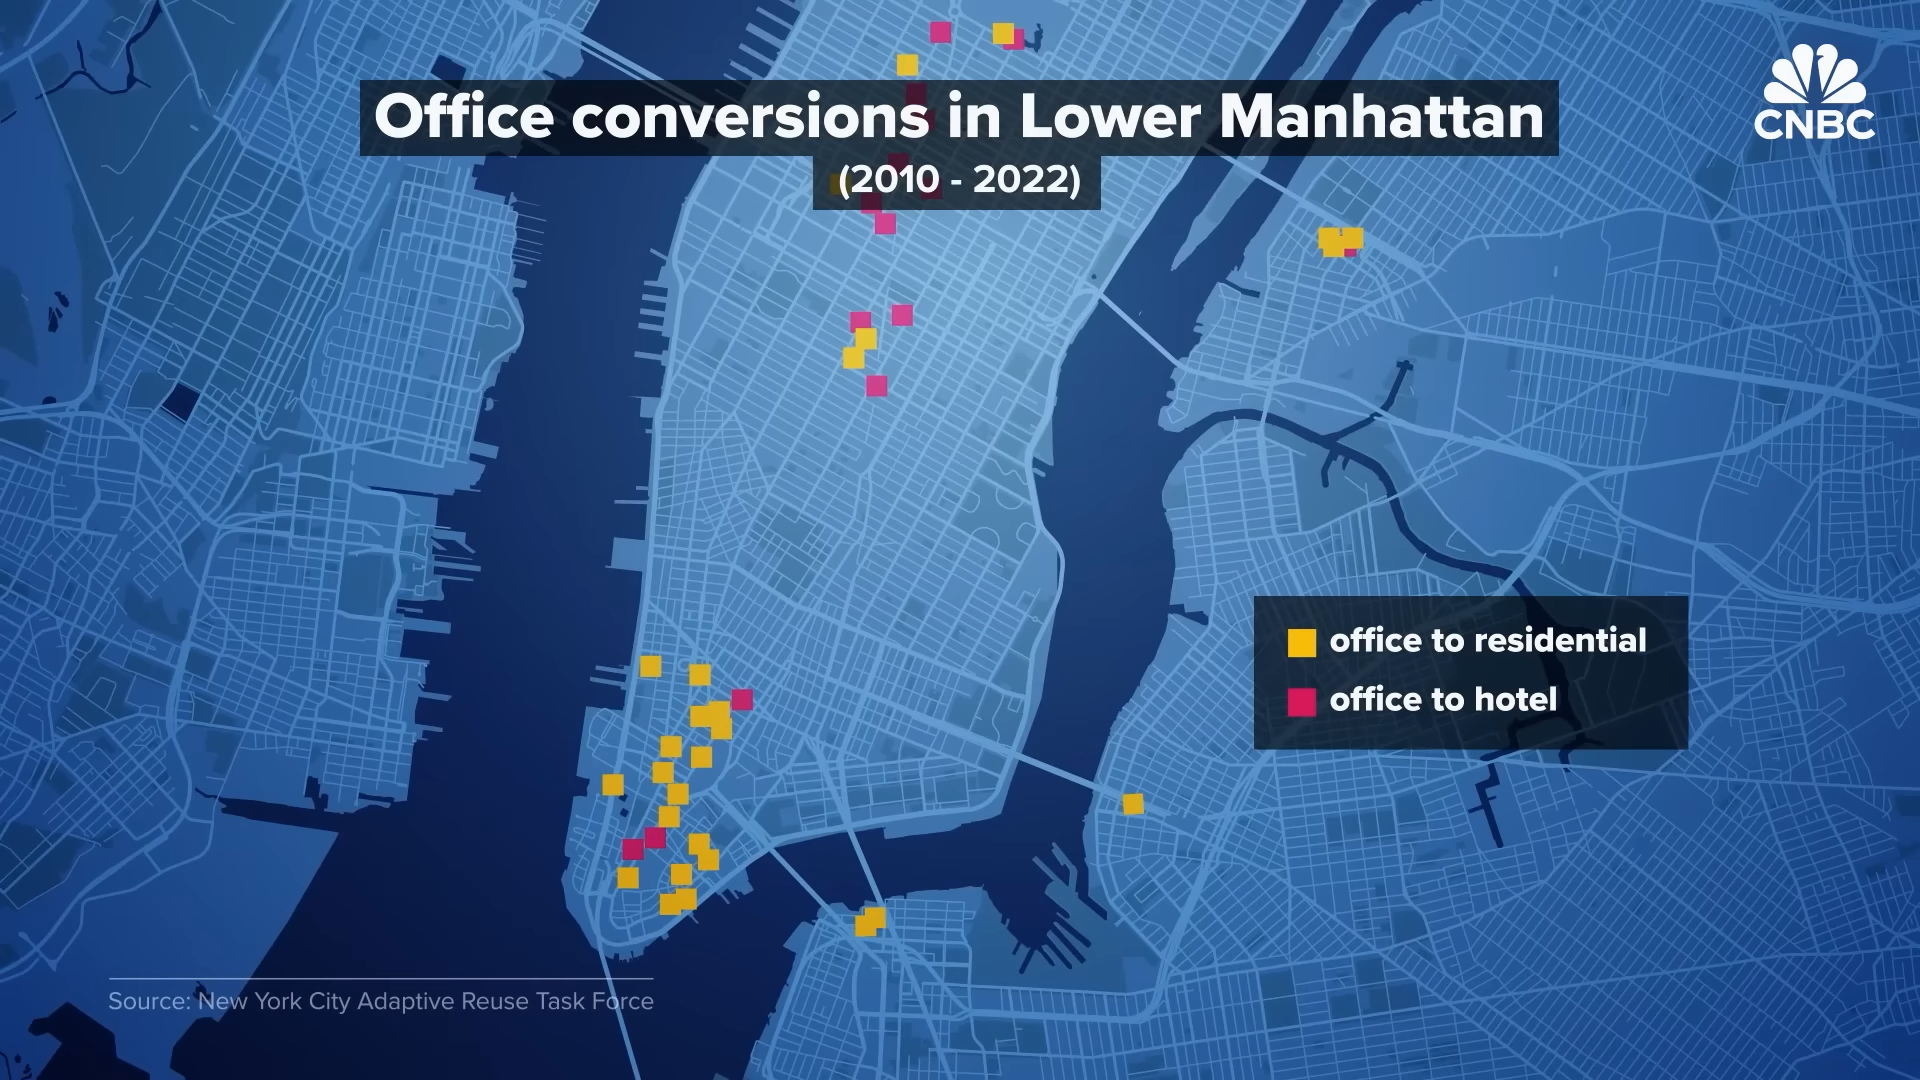 Office conversions in Lower Manhattan
(2010 - 2022)
CNBC
office to residential
office to hotel
Source: New York City Adaptive Reuse Task Force